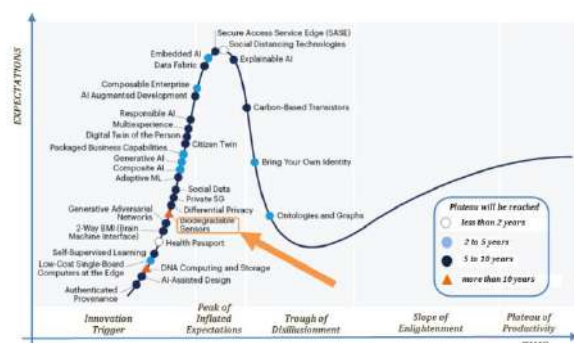 EXPECTATIONS
Secure Access Service Edge (SASE)
Social Distancing Technologies
Embedded AI
Explainable AI
Data Fabric
Composable Enterprise
AI Augmented Development
Carbon-Based Transistors
Responsible AI
Multiexperience
Digital Twin of the Person
Citizen Twin
Packaged Business Capabilities
Generative AI
Bring Your Own Identity
Composite AI
Adaptive ML
Social Data
Private 5G
Generative Adversarial
Networks
Differential Privacy
Biodegradable
Sensors
Ontologies and Graphs
2-Way BMI (Brain
Machine Interface)
Health Passport
Self-Supervised Learning
Low-Cost Single-Board
Computers at the Edge
DNA Computing and Storage
AI-Assisted Design
Authenticated
Provenance
Plateau will be reached
less than 2 years
2 to 5 years
5 to 10 years
more than 10 years
Innovation
Trigger
Peak of
Inflated
Expectations
Trough of
Disillusionment
Slope of
Enlightenment
Plateau of
Productivity